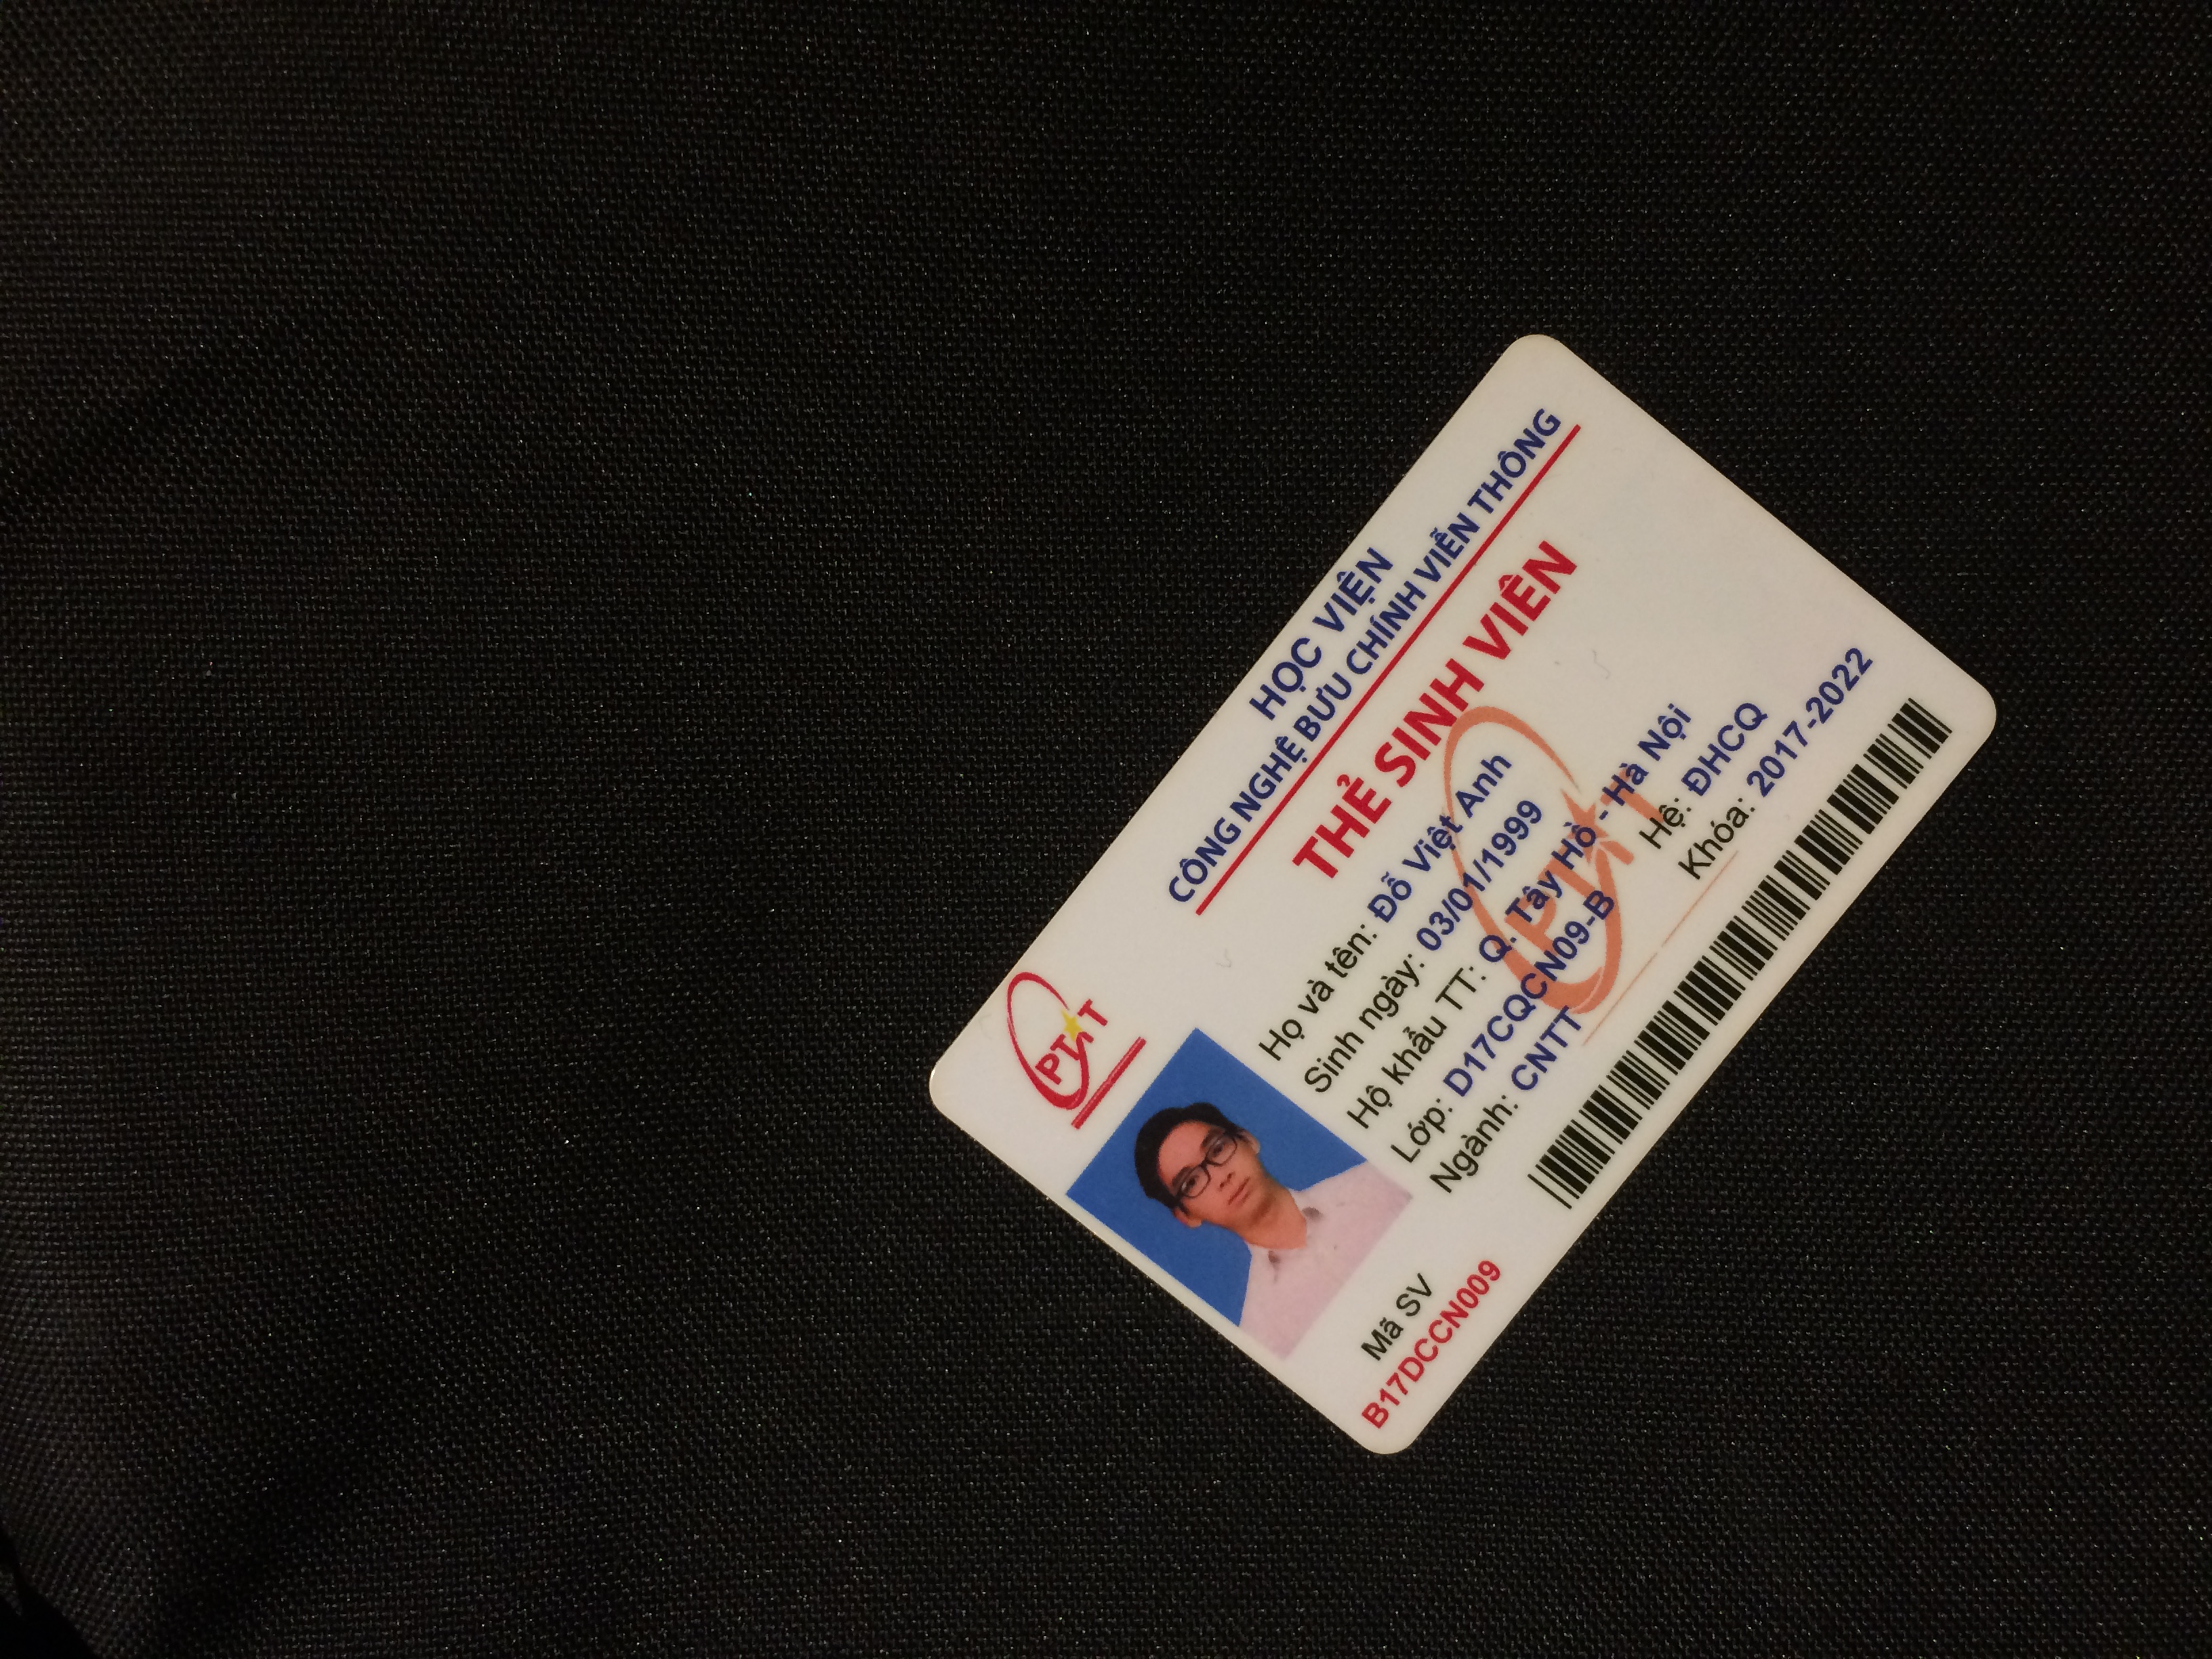 PTIT
HỌC VIỆN
CÔNG NGHỆ BƯU CHÍNH VIỄN THÔNG
THẺ SINH VIÊN
Họ và tên: Đỗ Việt Anh
Sinh ngày: 03/01/1999
Hộ khẩu TT: Q. Tây Hồ - Hà Nội
Lớp: D17CQCN09-B Hệ: ĐHCQ
Ngành: CNTT Khóa: 2017-2022
Mã SV
B17DCCN009
PTIT